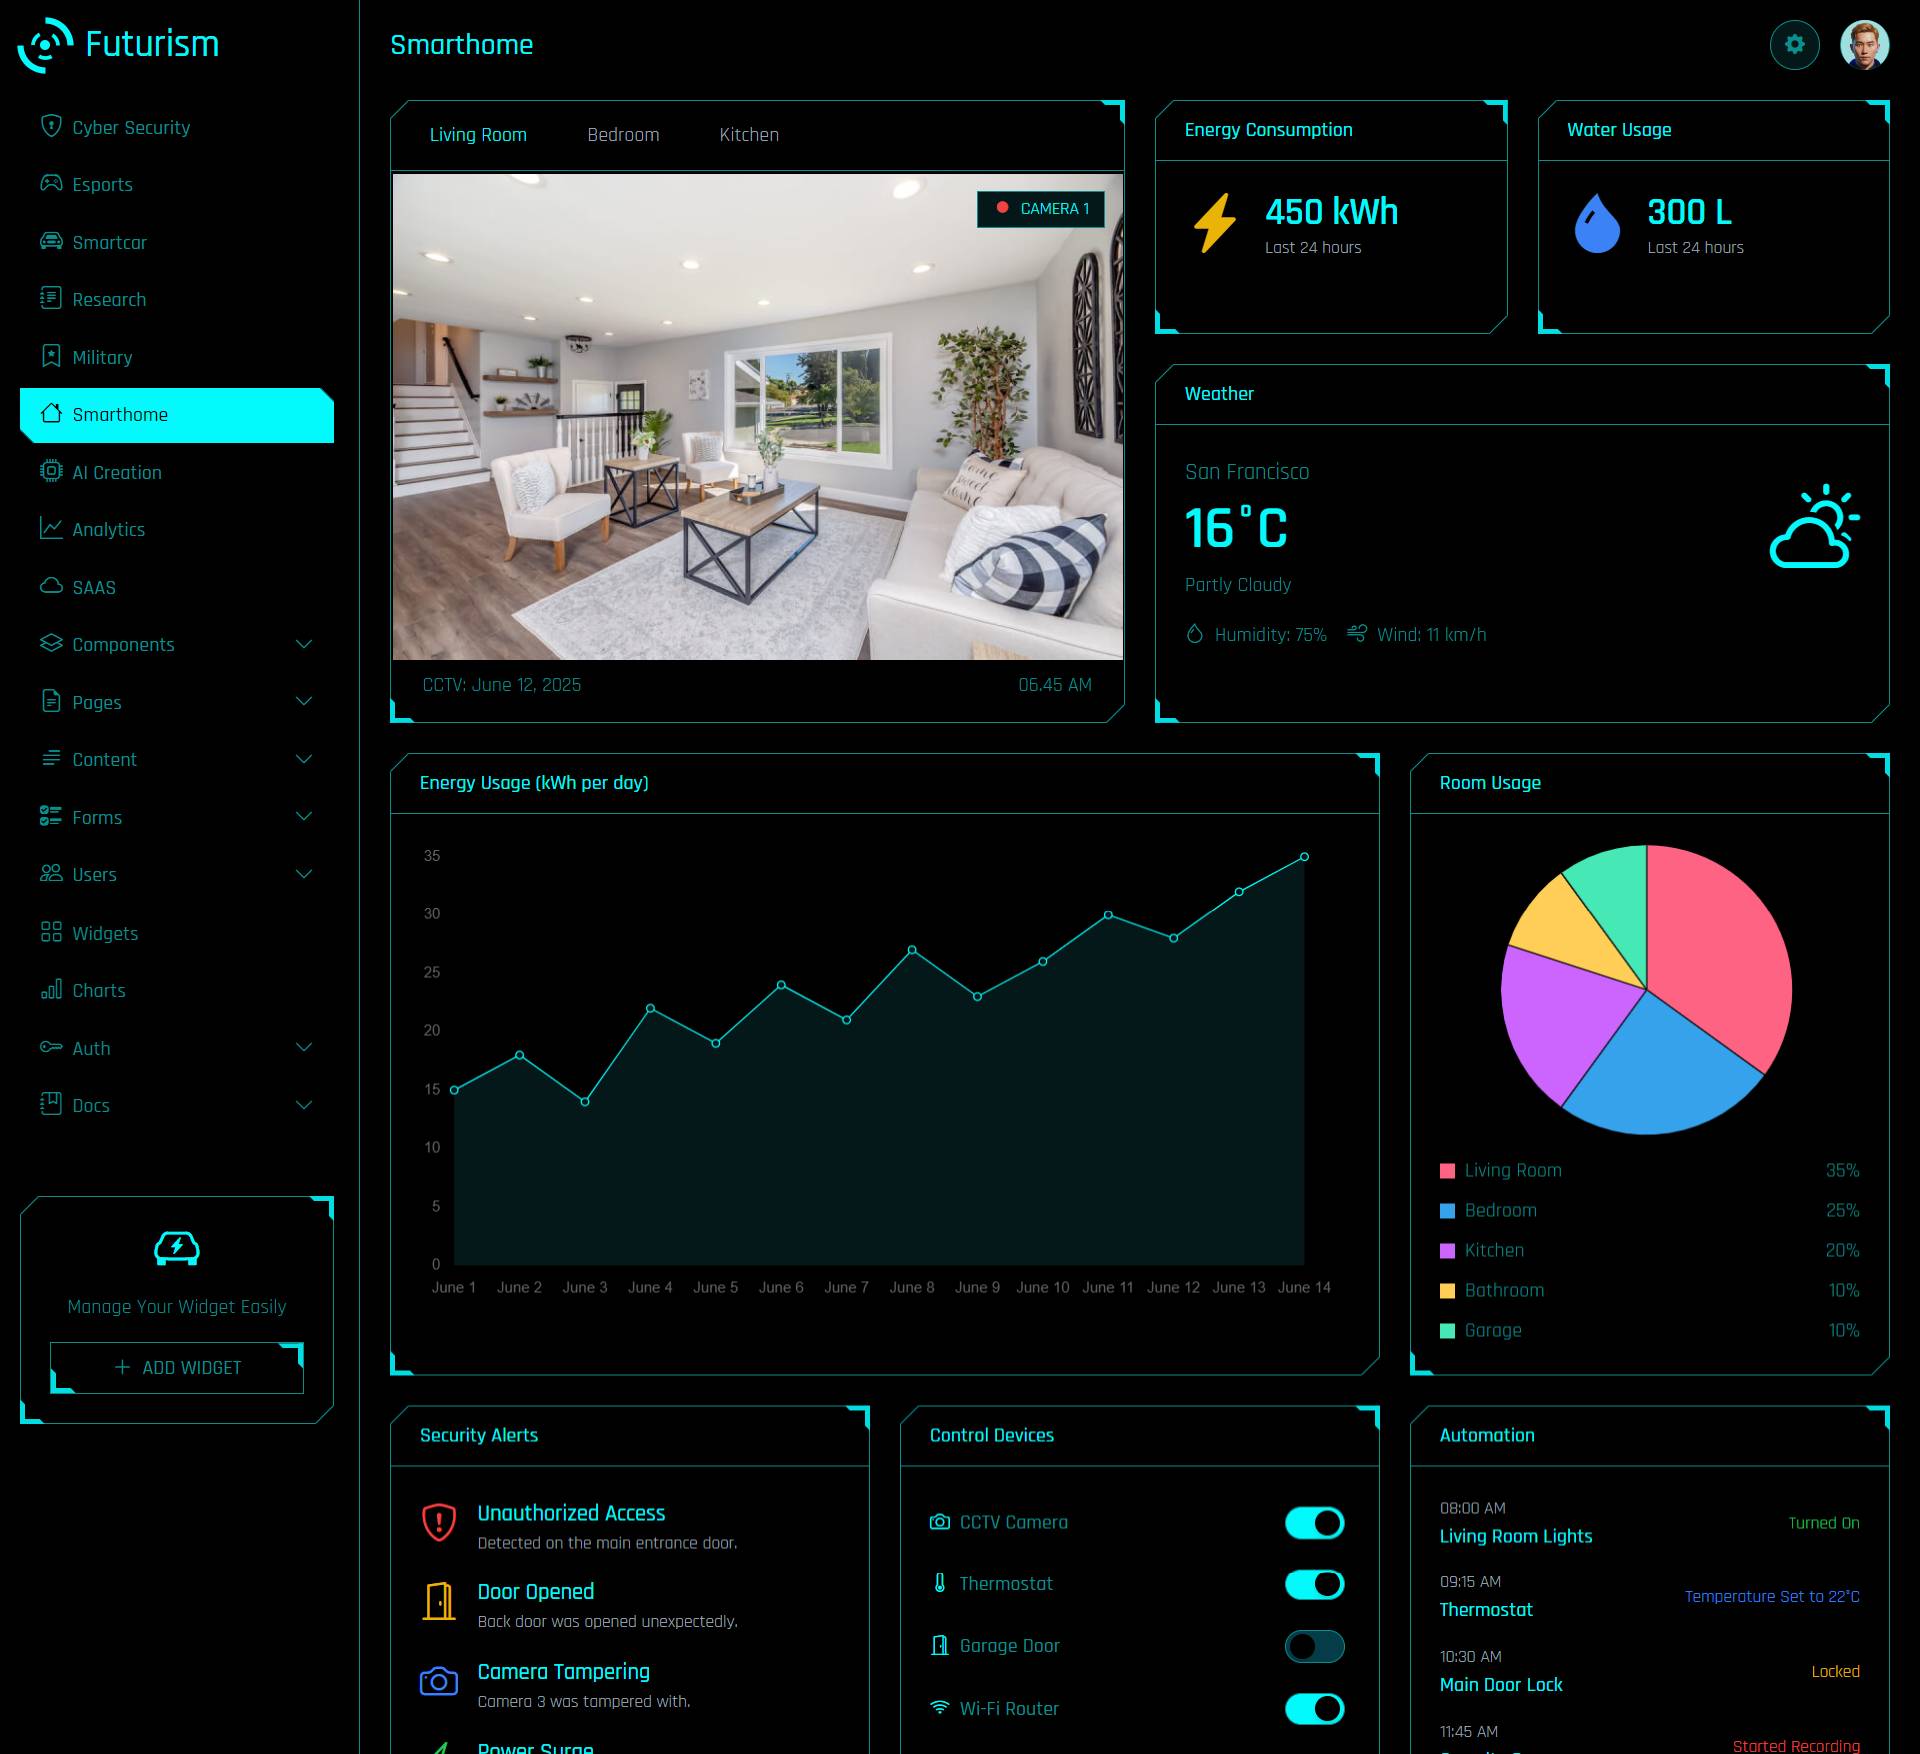 Futurism
Smarthome
Cyber Security
Esports
Smartcar
Research
Military
Smarthome
AI Creation
Analytics
SAAS
Components
Pages
Content
Forms
Users
Widgets
Charts
Auth
Docs
Manage Your Widget Easily
ADD WIDGET
Living Room Bedroom Kitchen
CAMERA 1
CCTV: June 12, 2025 06.45 AM
Energy Consumption
450 kWh
Last 24 hours
Water Usage
300 L
Last 24 hours
Weather
San Francisco
16°C
Partly Cloudy
Humidity: 75% Wind: 11 km/h
Energy Usage (kWh per day)
35
30
25
20
15
10
5
0
June 1 June 2 June 3 June 4 June 5 June 6 June 7 June 8 June 9 June 10 June 11 June 12 June 13 June 14
Room Usage
Living Room 35%
Bedroom 25%
Kitchen 20%
Bathroom 10%
Garage 10%
Security Alerts
Unauthorized Access
Detected on the main entrance door.
Door Opened
Back door was opened unexpectedly.
Camera Tampering
Camera 3 was tampered with.
Power Surge
Control Devices
CCTV Camera
Thermostat
Garage Door
Wi-Fi Router
Automation
08:00 AM
Living Room Lights Turned On
09:15 AM
Thermostat Temperature Set to 22°C
10:30 AM
Main Door Lock Locked
11:45 AM
Started Recording